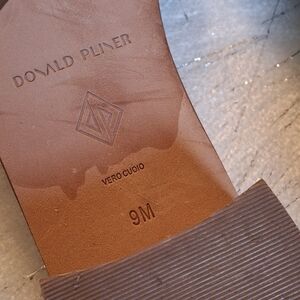 DONALD PLINER
VERO CUOIO
9M